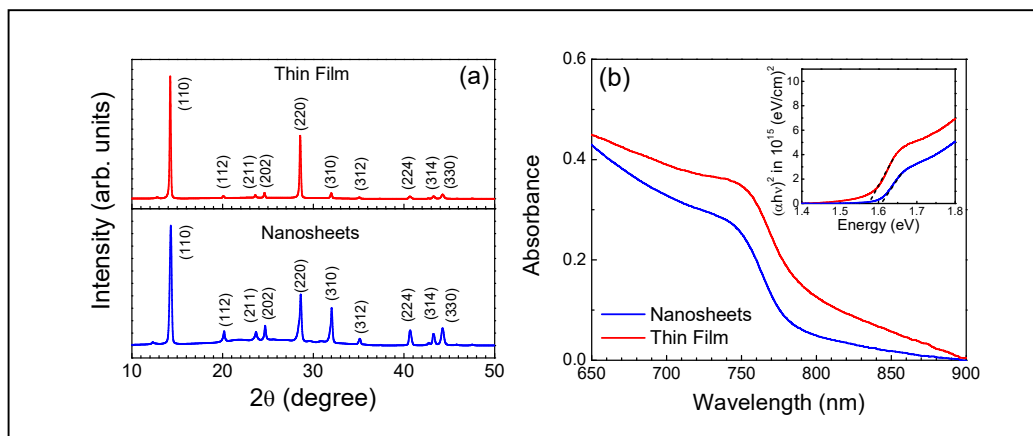 (a)
Thin Film
(110)
(112)
(211)
(202)
(220)
(310)
(312)
(224)
(314)
(330)
Nanosheets
(110)
(112)
(211)
(202)
(220)
(310)
(312)
(224)
(314)
(330)
Intensity (arb. units)
10 20 30 40 50
2θ (degree)
(b)
0.6
0.4
0.2
0.0
Absorbance
Nanosheets
Thin Film
650 700 750 800 850 900
Wavelength (nm)
10
8
6
4
2
0
(αhν)² in 10¹⁵ (eV/cm)²
1.4 1.5 1.6 1.7 1.8
Energy (eV)